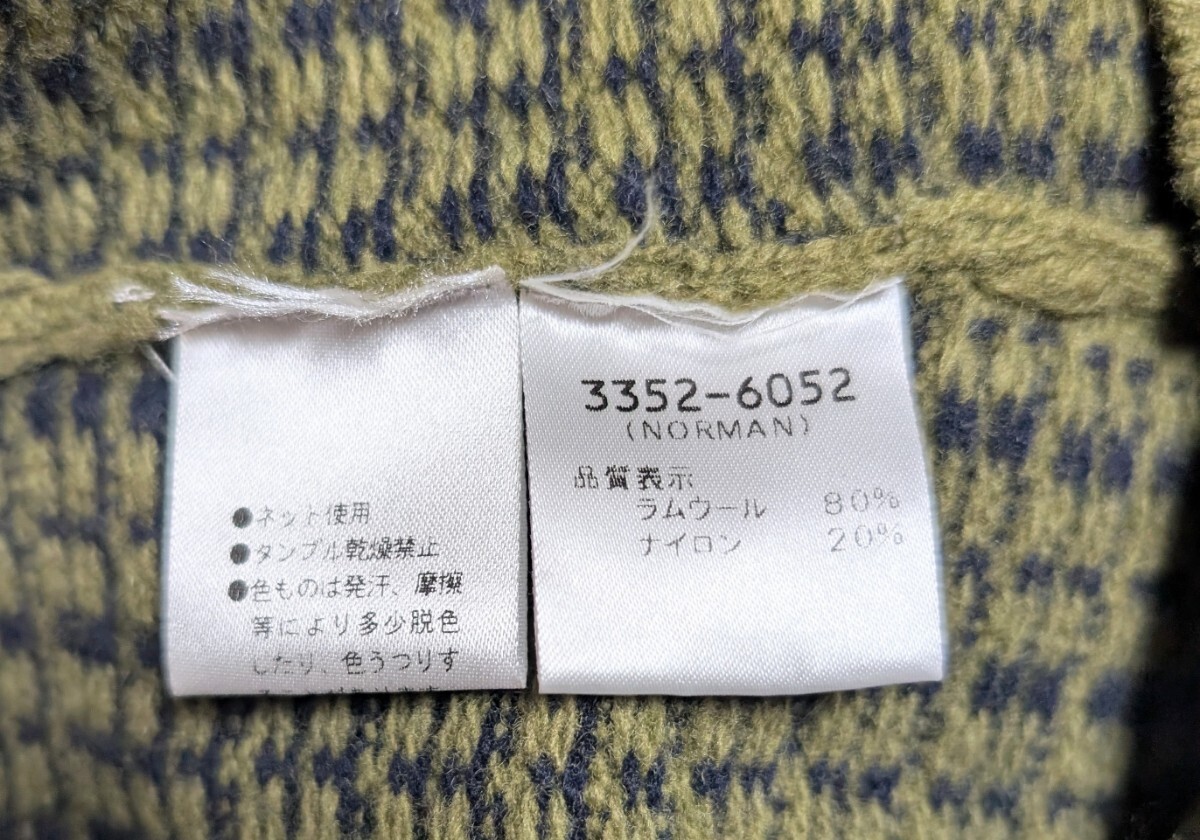 ●ネット使用
●タンブル乾燥禁止
●色ものは発汗、摩擦
等により多少脱色
したり、色うつりす
3352-6052
(NORMAN)
品質表示
ラムウール 80%
ナイロン 20%